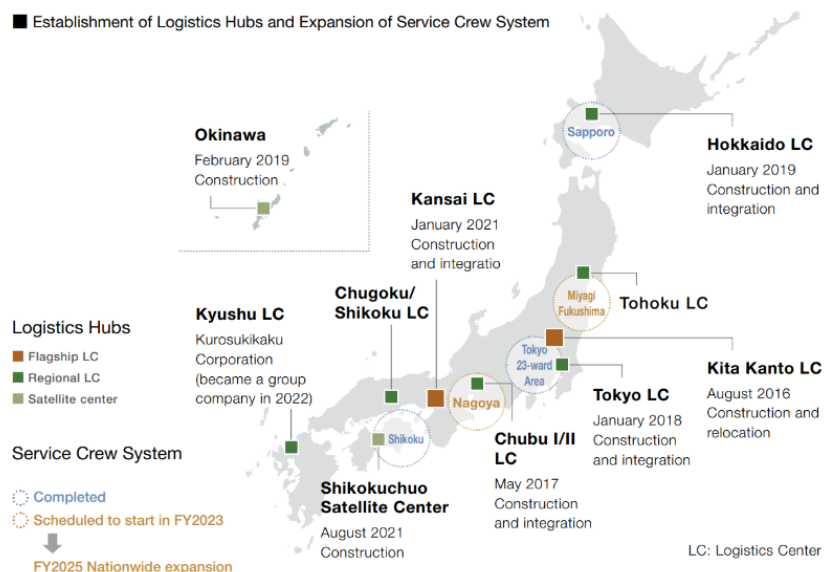 Establishment of Logistics Hubs and Expansion of Service Crew System
Okinawa
February 2019
Construction
Sapporo
Hokkaido LC
January 2019
Construction and
integration
Kansai LC
January 2021
Construction
and integratio
Miyagi
Fukushima
Tohoku LC
Chugoku/
Shikoku LC
Kyushu LC
Kurosukikaku
Corporation
(became a group
company in 2022)
Logistics Hubs
Flagship LC
Regional LC
Satellite center
Tokyo
23-ward
Area
Kita Kanto LC
August 2016
Construction and
relocation
Tokyo LC
January 2018
Construction
and integration
Nagoya
Chubu I/II
LC
May 2017
Construction
and integration
Shikoku
Shikokuchuo
Satellite Center
August 2021
Construction
Service Crew System
Completed
Scheduled to start in FY2023
FY2025 Nationwide expansion
LC: Logistics Center